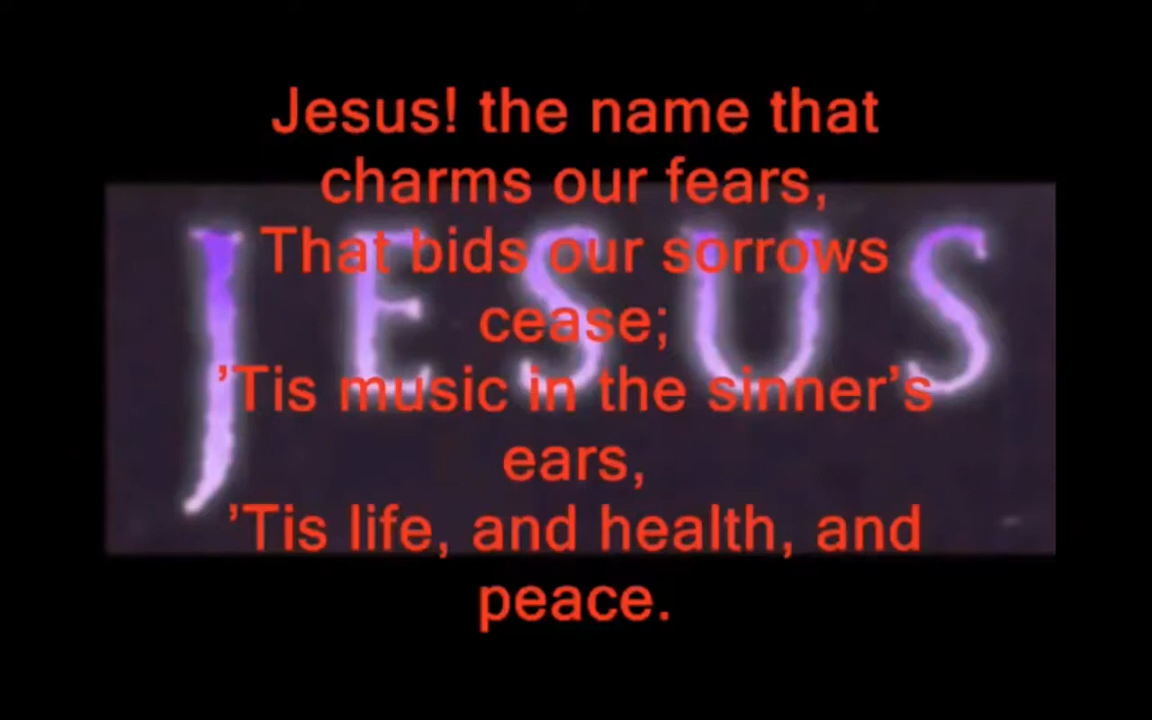 Jesus! the name that
charms our fears,
JESUS
That bids our sorrows
cease;
’Tis music in the sinner’s
ears,
’Tis life, and health, and
peace.